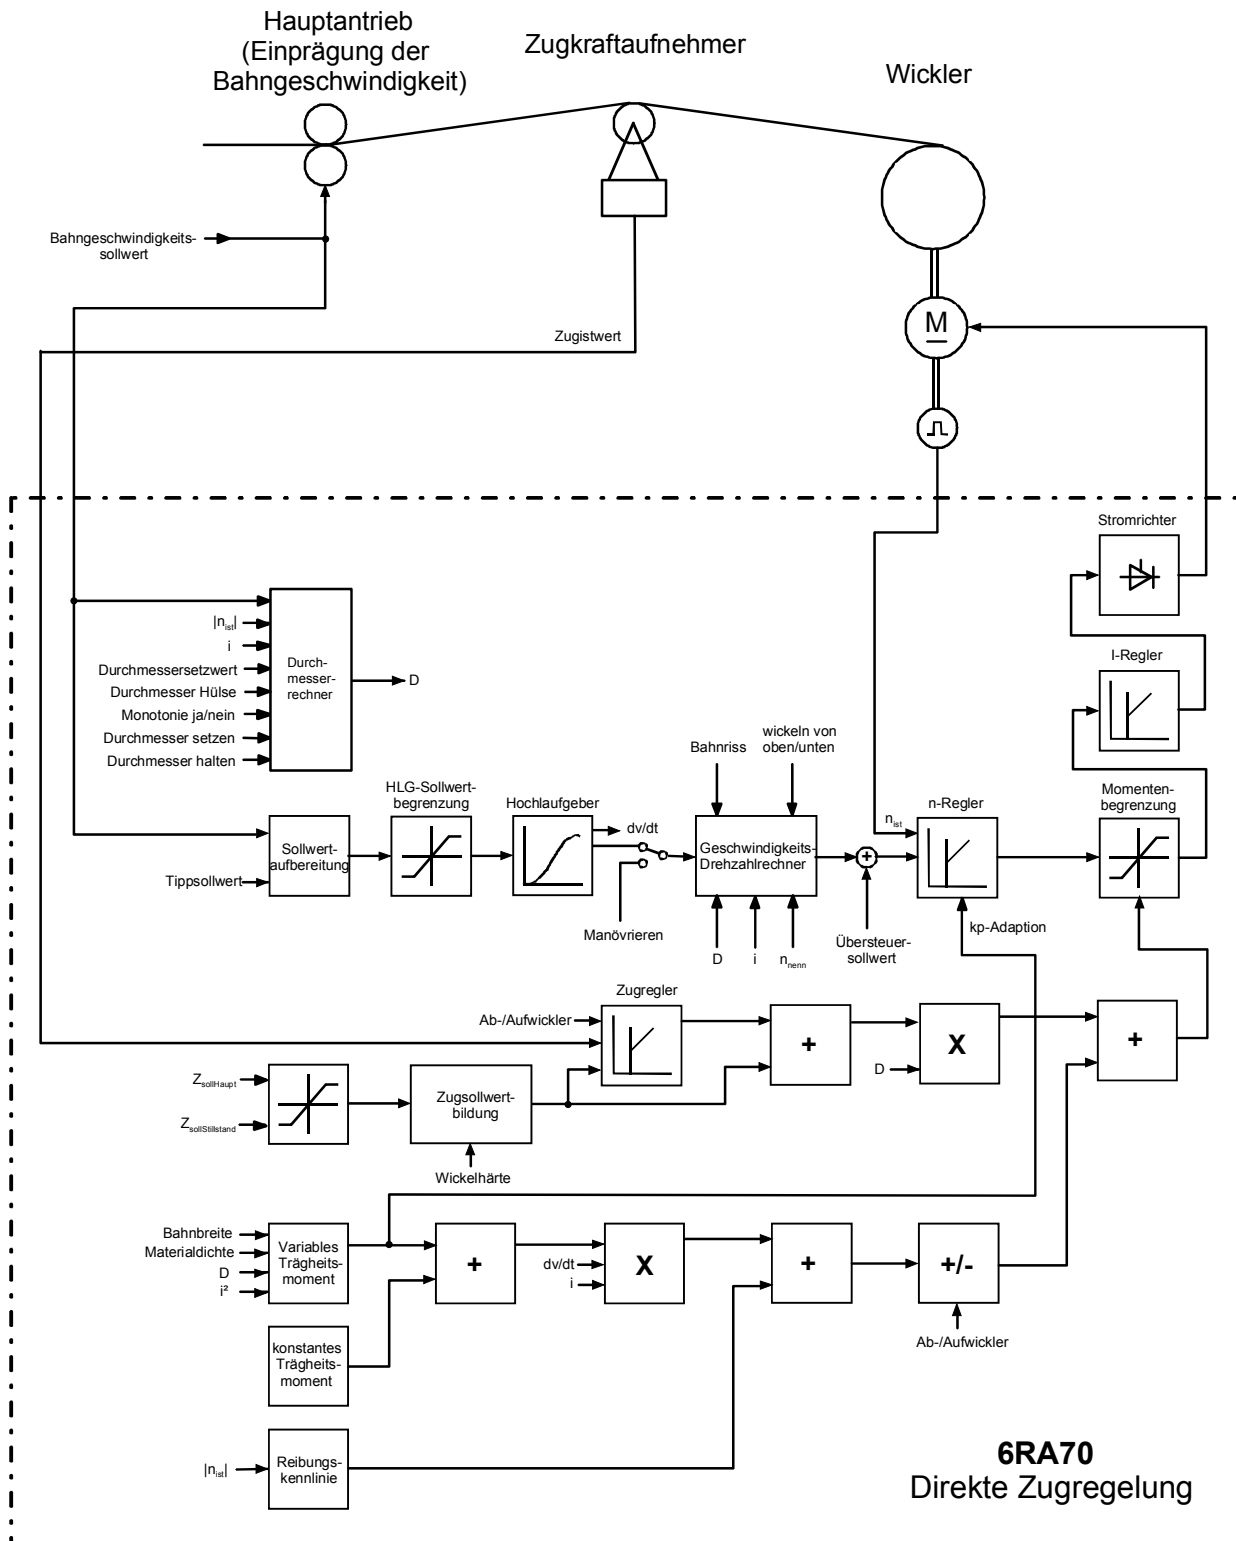 Hauptantrieb
(Einprägung der
Bahngeschwindigkeit)
Zugkraftaufnehmer
Wickler
Bahngeschwindigkeits-
sollwert
Zugistwert
M
Stromrichter
|nist|
i
Durchmessersetzwert
Durchmesser Hülse
Monotonie ja/nein
Durchmesser setzen
Durchmesser halten
Durch-
messer-
rechner
D
I-Regler
Bahnriss
wickeln von
oben/unten
HLG-Sollwert-
begrenzung
Hochlaufgeber
dv/dt
nist
n-Regler
Momenten-
begrenzung
Sollwert-
aufbereitung
Tippsollwert
Geschwindigkeits-
Drehzahlrechner
+
Manövrieren
D
i
nnenn
Übersteuer-
sollwert
kp-Adaption
Zugregler
Ab-/Aufwickler
+
X
D
+
ZsollHaupt
ZsollStillstand
Zugsollwert-
bildung
Wickelhärte
Bahnbreite
Materialdichte
D
i²
Variables
Trägheits-
moment
+
dv/dt
i
X
+
+/-
Ab-/Aufwickler
konstantes
Trägheits-
moment
|nist|
Reibungs-
kennlinie
6RA70
Direkte Zugregelung